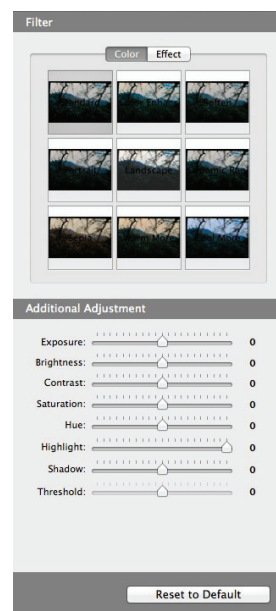 Filter
Color Effect
Landscape
Additional Adjustment
Exposure: 0
Brightness: 0
Contrast: 0
Saturation: 0
Hue: 0
Highlight: 0
Shadow: 0
Threshold: 0
Reset to Default